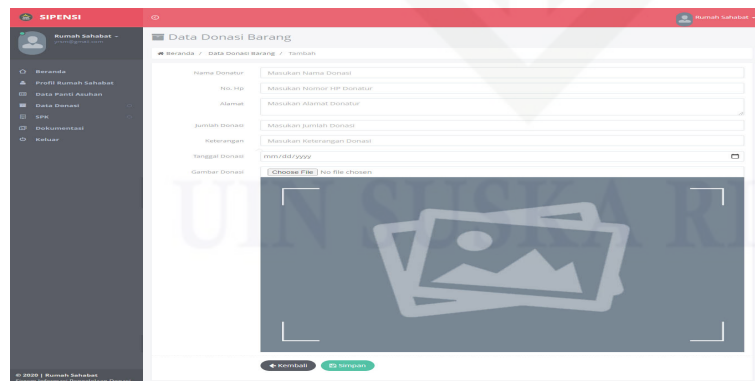 SIPENSI
Rumah Sahabat
Rumah Sahabat
Beranda
Profil Rumah Sahabat
Data Panti Asuhan
Data Donasi
SPK
Dokumentasi
Keluar
© 2020 | Rumah Sahabat
Data Donasi Barang
Beranda / Data Donasi Barang / Tambah
Nama Donatur Masukan Nama Donasi
No. Hp Masukan Nomor HP Donatur
Alamat Masukan Alamat Donatur
Jumlah Donasi Masukan Jumlah Donasi
Keterangan Masukan Keterangan Donasi
Tanggal Donasi mm/dd/yyyy
Gambar Donasi Choose File No file chosen
UIN SUSKA RI
Kembali Simpan